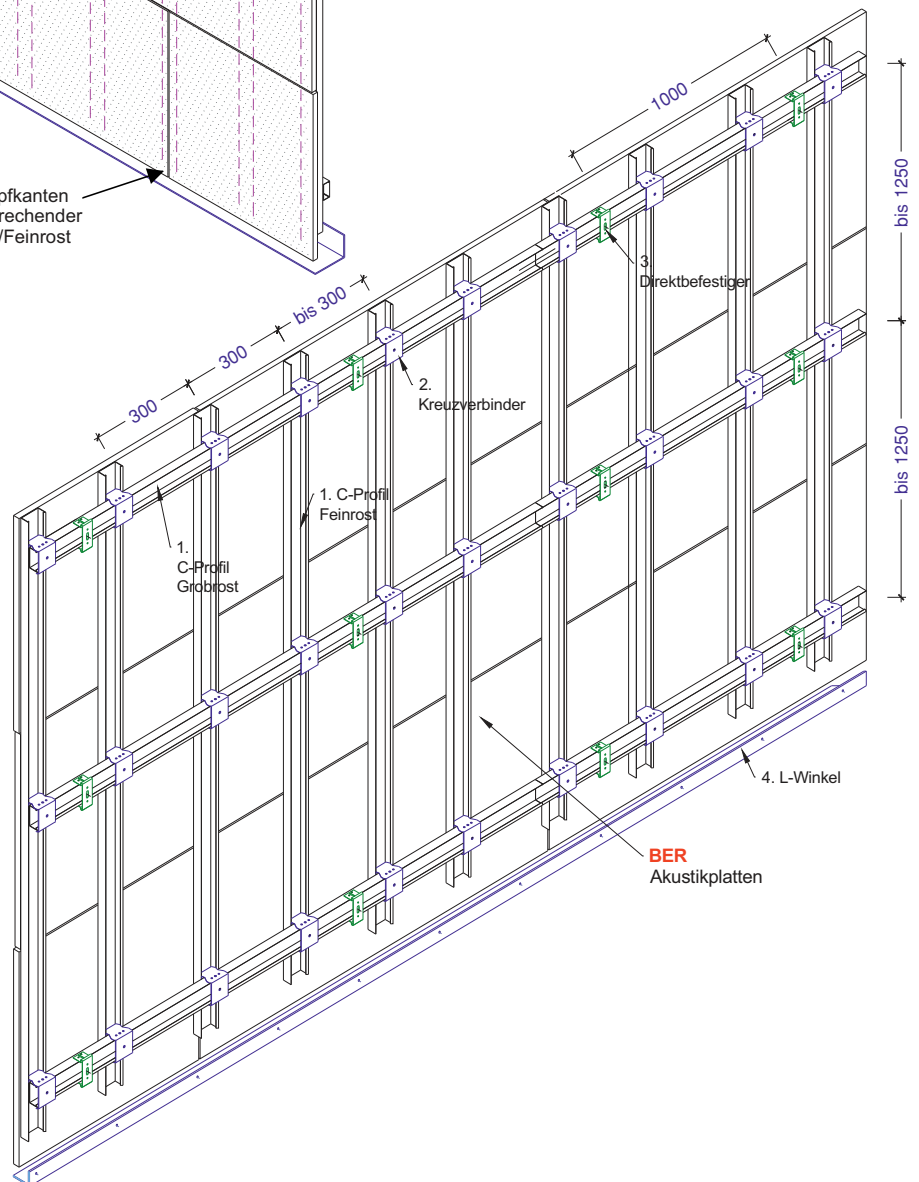 1000
bis 1250
opfkanten
rechender
/Feinrost
3.
Direktbefestiger
bis 300
300
300
2.
Kreuzverbinder
1. C-Profil
Feinrost
1.
C-Profil
Grobrost
bis 1250
4. L-Winkel
BER
Akustikplatten